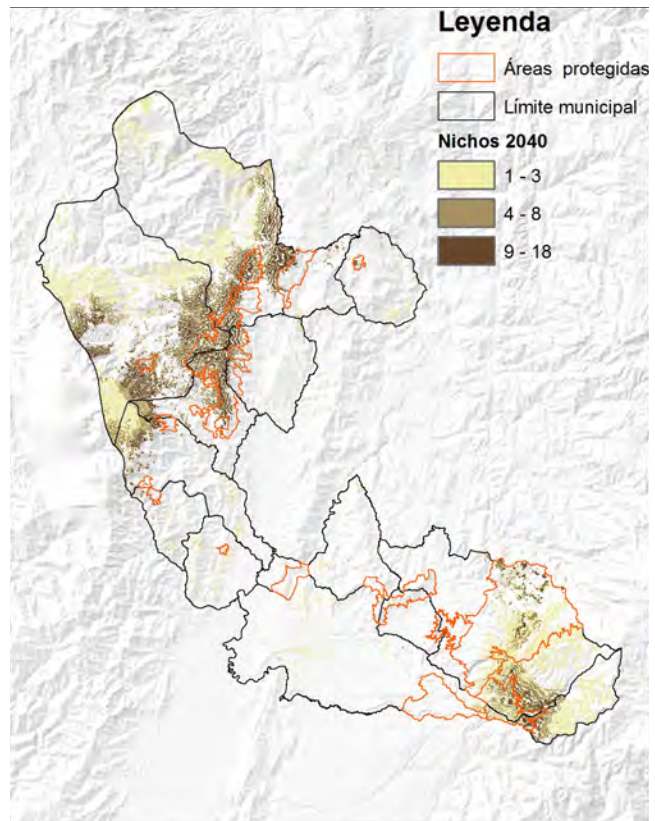 Leyenda
Áreas protegidas
Límite municipal
Nichos 2040
1 - 3
4 - 8
9 - 18